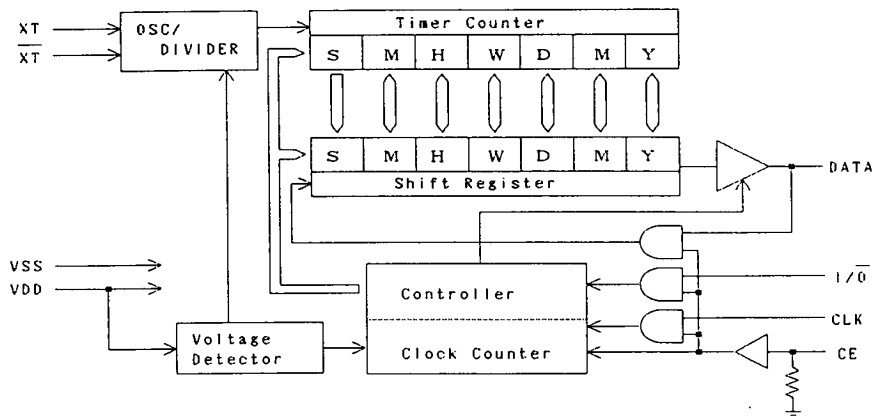 XT
XT
OSC/
DIVIDER
Timer Counter
S M H W D M Y
S M H W D M Y
Shift Register
DATA
VSS
VDD
Controller
I/O
CLK
Voltage
Detector
Clock Counter
CE